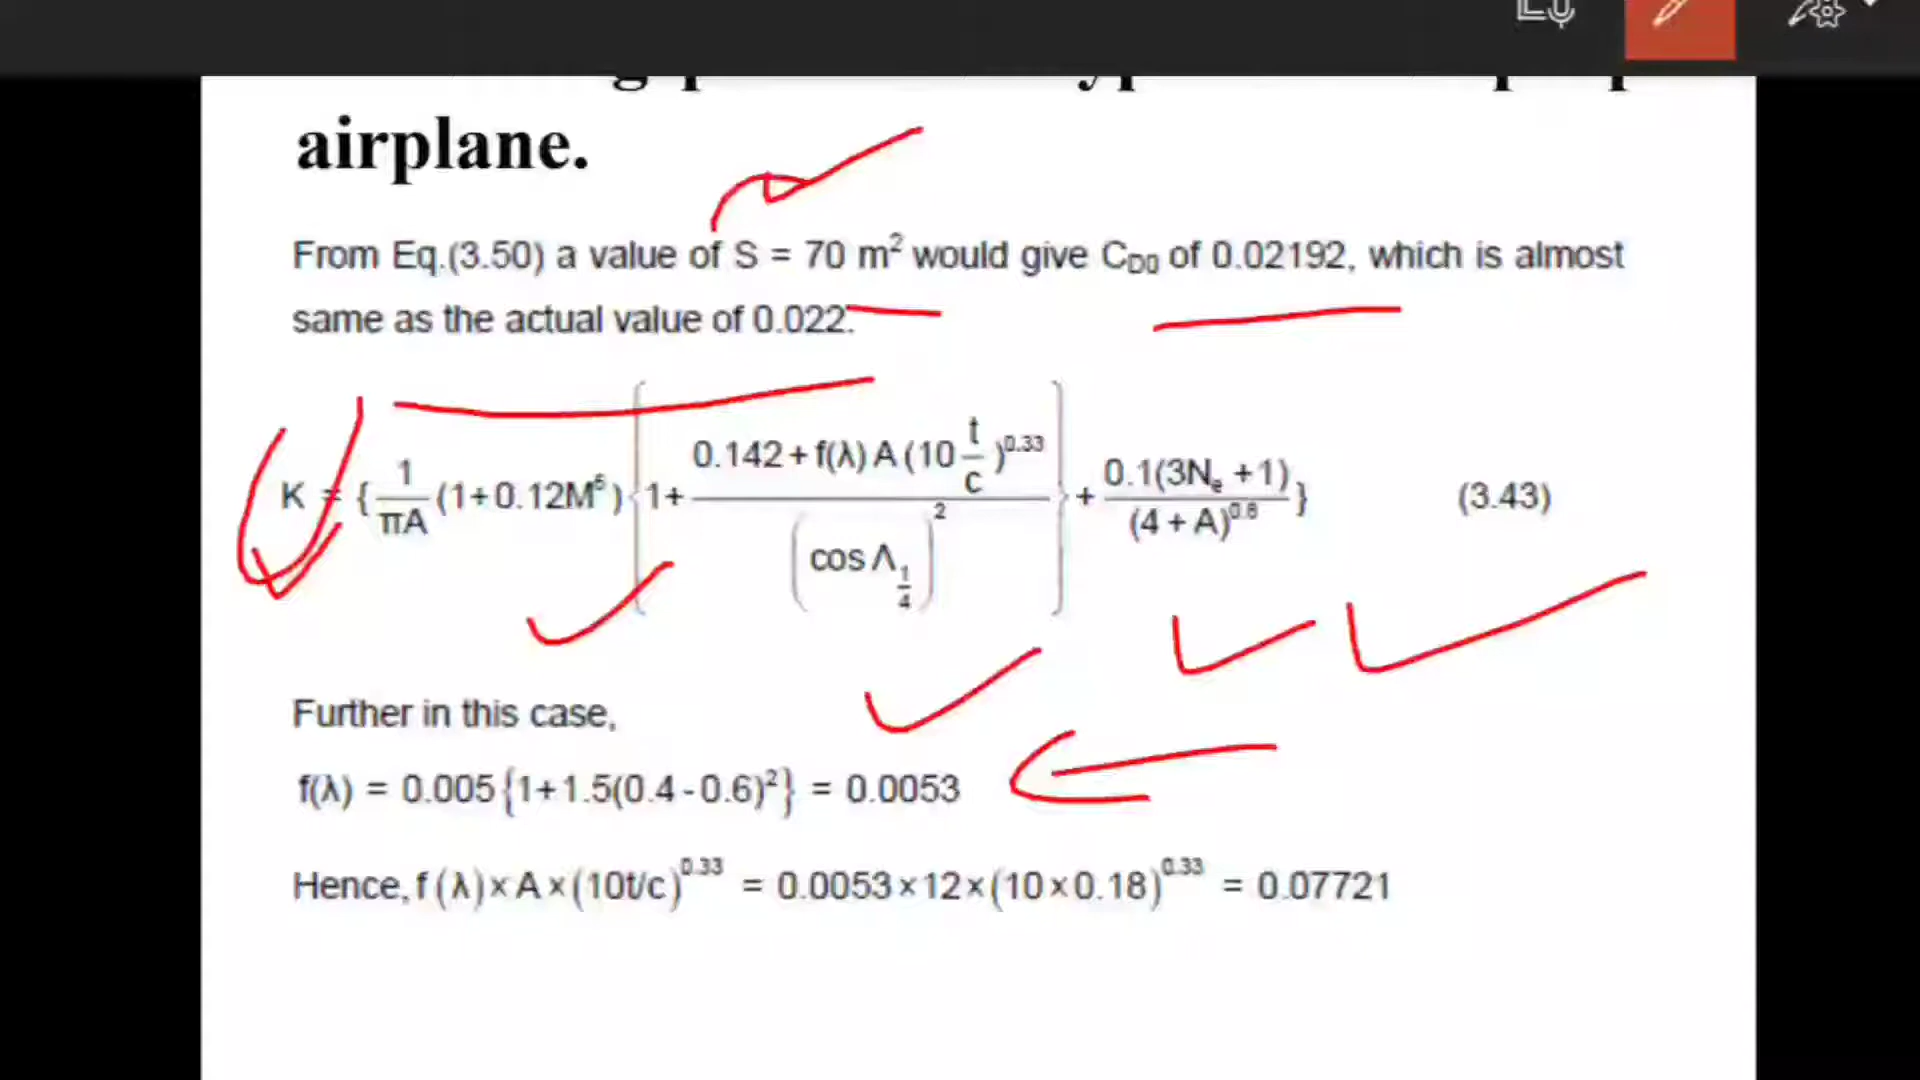 airplane.
From Eq.(3.50) a value of S = 70 m² would give C_D0 of 0.02192, which is almost
same as the actual value of 0.022.
K = {1/πA (1+0.12M⁶) {1+ (0.142+f(λ)A(10 t/c)^0.33)/(cos Λ_1/4)²} + 0.1(3Nₑ+1)/(4+A)^0.8} (3.43)
Further in this case,
f(λ) = 0.005{1+1.5(0.4-0.6)²} = 0.0053
Hence, f(λ)×A×(10t/c)^0.33 = 0.0053×12×(10×0.18)^0.33 = 0.07721